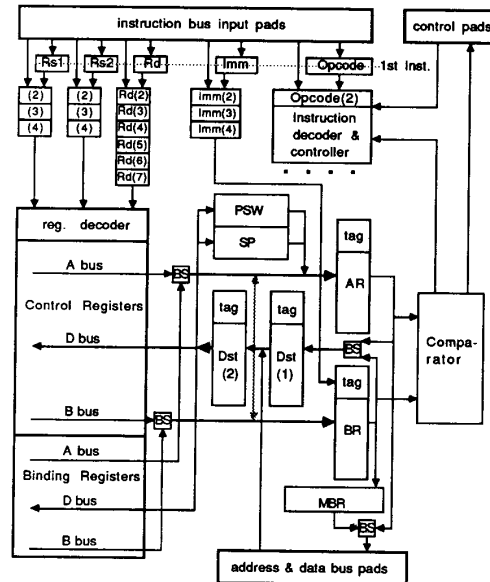 instruction bus input pads
control pads
Rs1
Rs2
Rd
Imm
Opcode
1st Inst.
(2)
(3)
(4)
(2)
(3)
(4)
Rd(2)
Rd(3)
Rd(4)
Rd(5)
Rd(6)
Rd(7)
Imm(2)
Imm(3)
Imm(4)
Opcode(2)
Instruction
decoder &
controller
reg. decoder
PSW
SP
tag
AR
A bus
BS
Control Registers
D bus
tag
Dst
(2)
tag
Dst
(1)
BS
Compa-
rator
tag
BR
B bus
BS
A bus
Binding Registers
D bus
B bus
MBR
BS
address & data bus pads